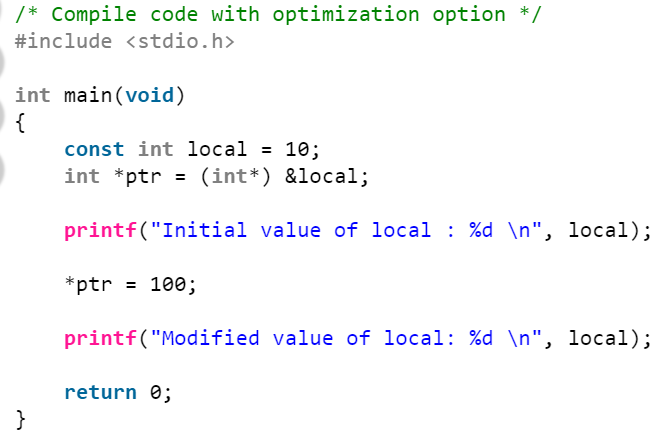 /* Compile code with optimization option */
#include <stdio.h>
int main(void)
{
const int local = 10;
int *ptr = (int*) &local;
printf("Initial value of local : %d \n", local);
*ptr = 100;
printf("Modified value of local: %d \n", local);
return 0;
}